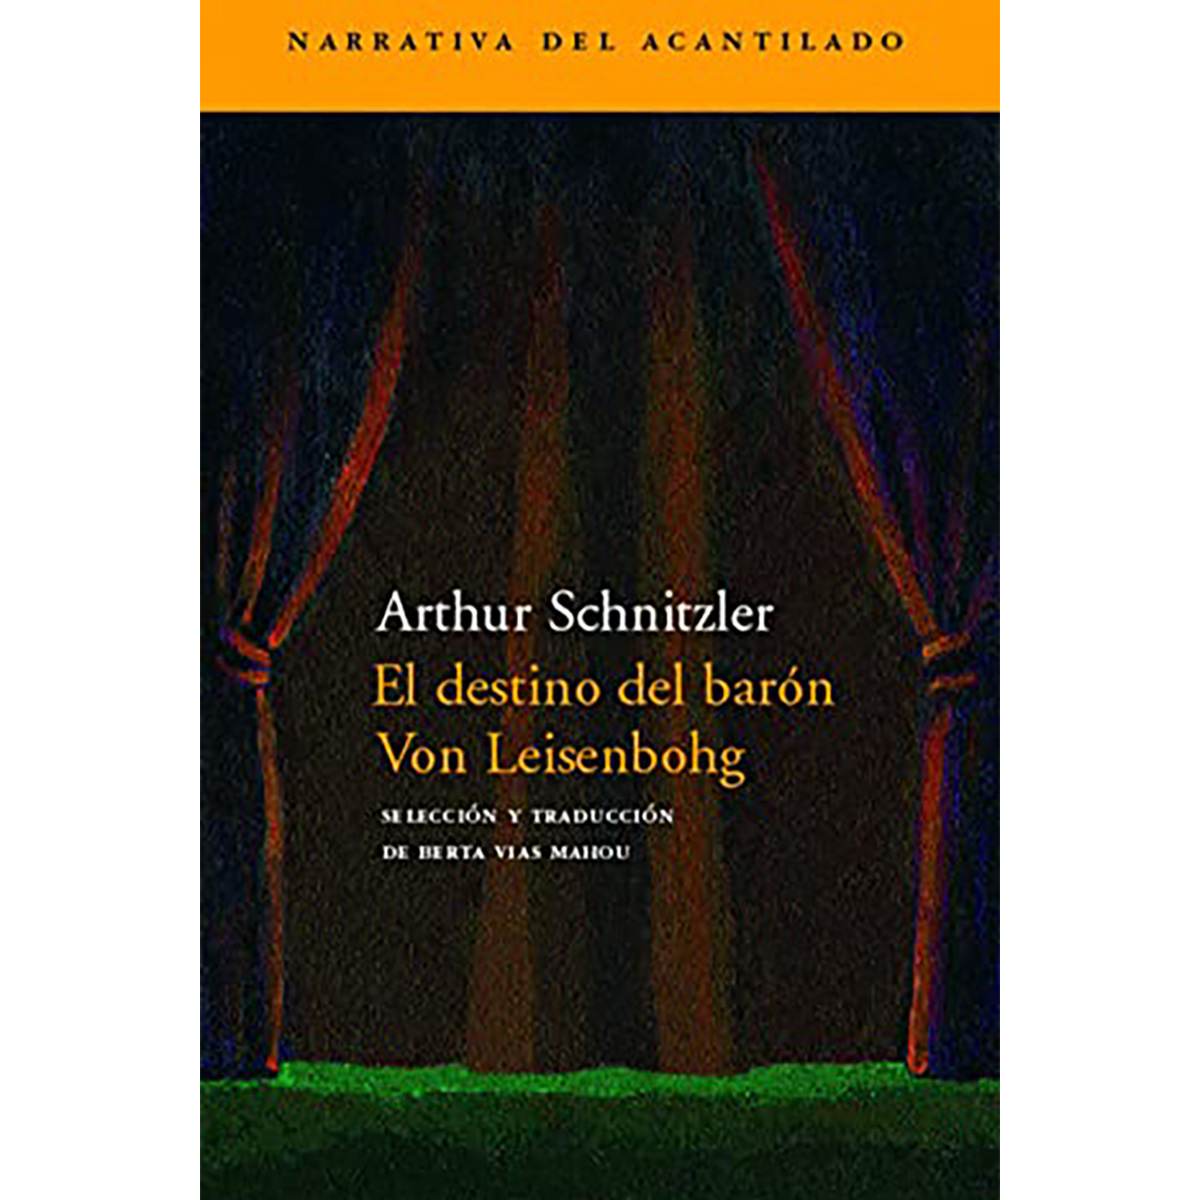 NARRATIVA DEL ACANTILADO
Arthur Schnitzler
El destino del barón
Von Leisenbohg
SELECCIÓN Y TRADUCCIÓN
DE BERTA VIAS MAHOU